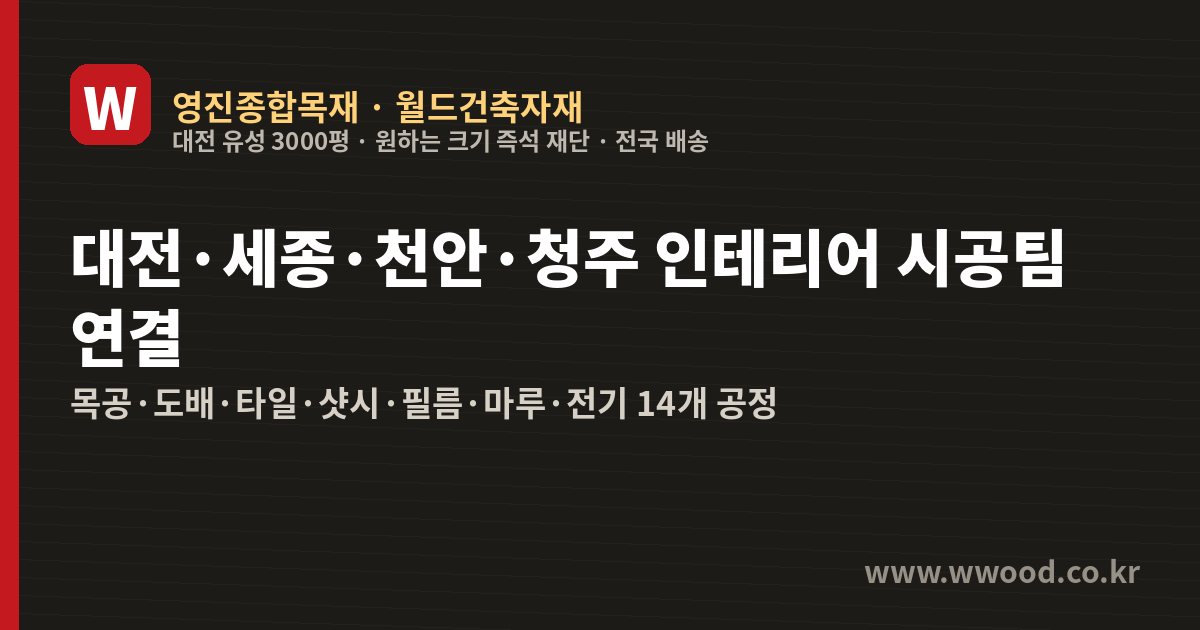 W
영진종합목재 · 월드건축자재
대전 유성 3000평 · 원하는 크기 즉석 재단 · 전국 배송
대전·세종·천안·청주 인테리어 시공팀
연결
목공·도배·타일·샷시·필름·마루·전기 14개 공정
www.wwood.co.kr